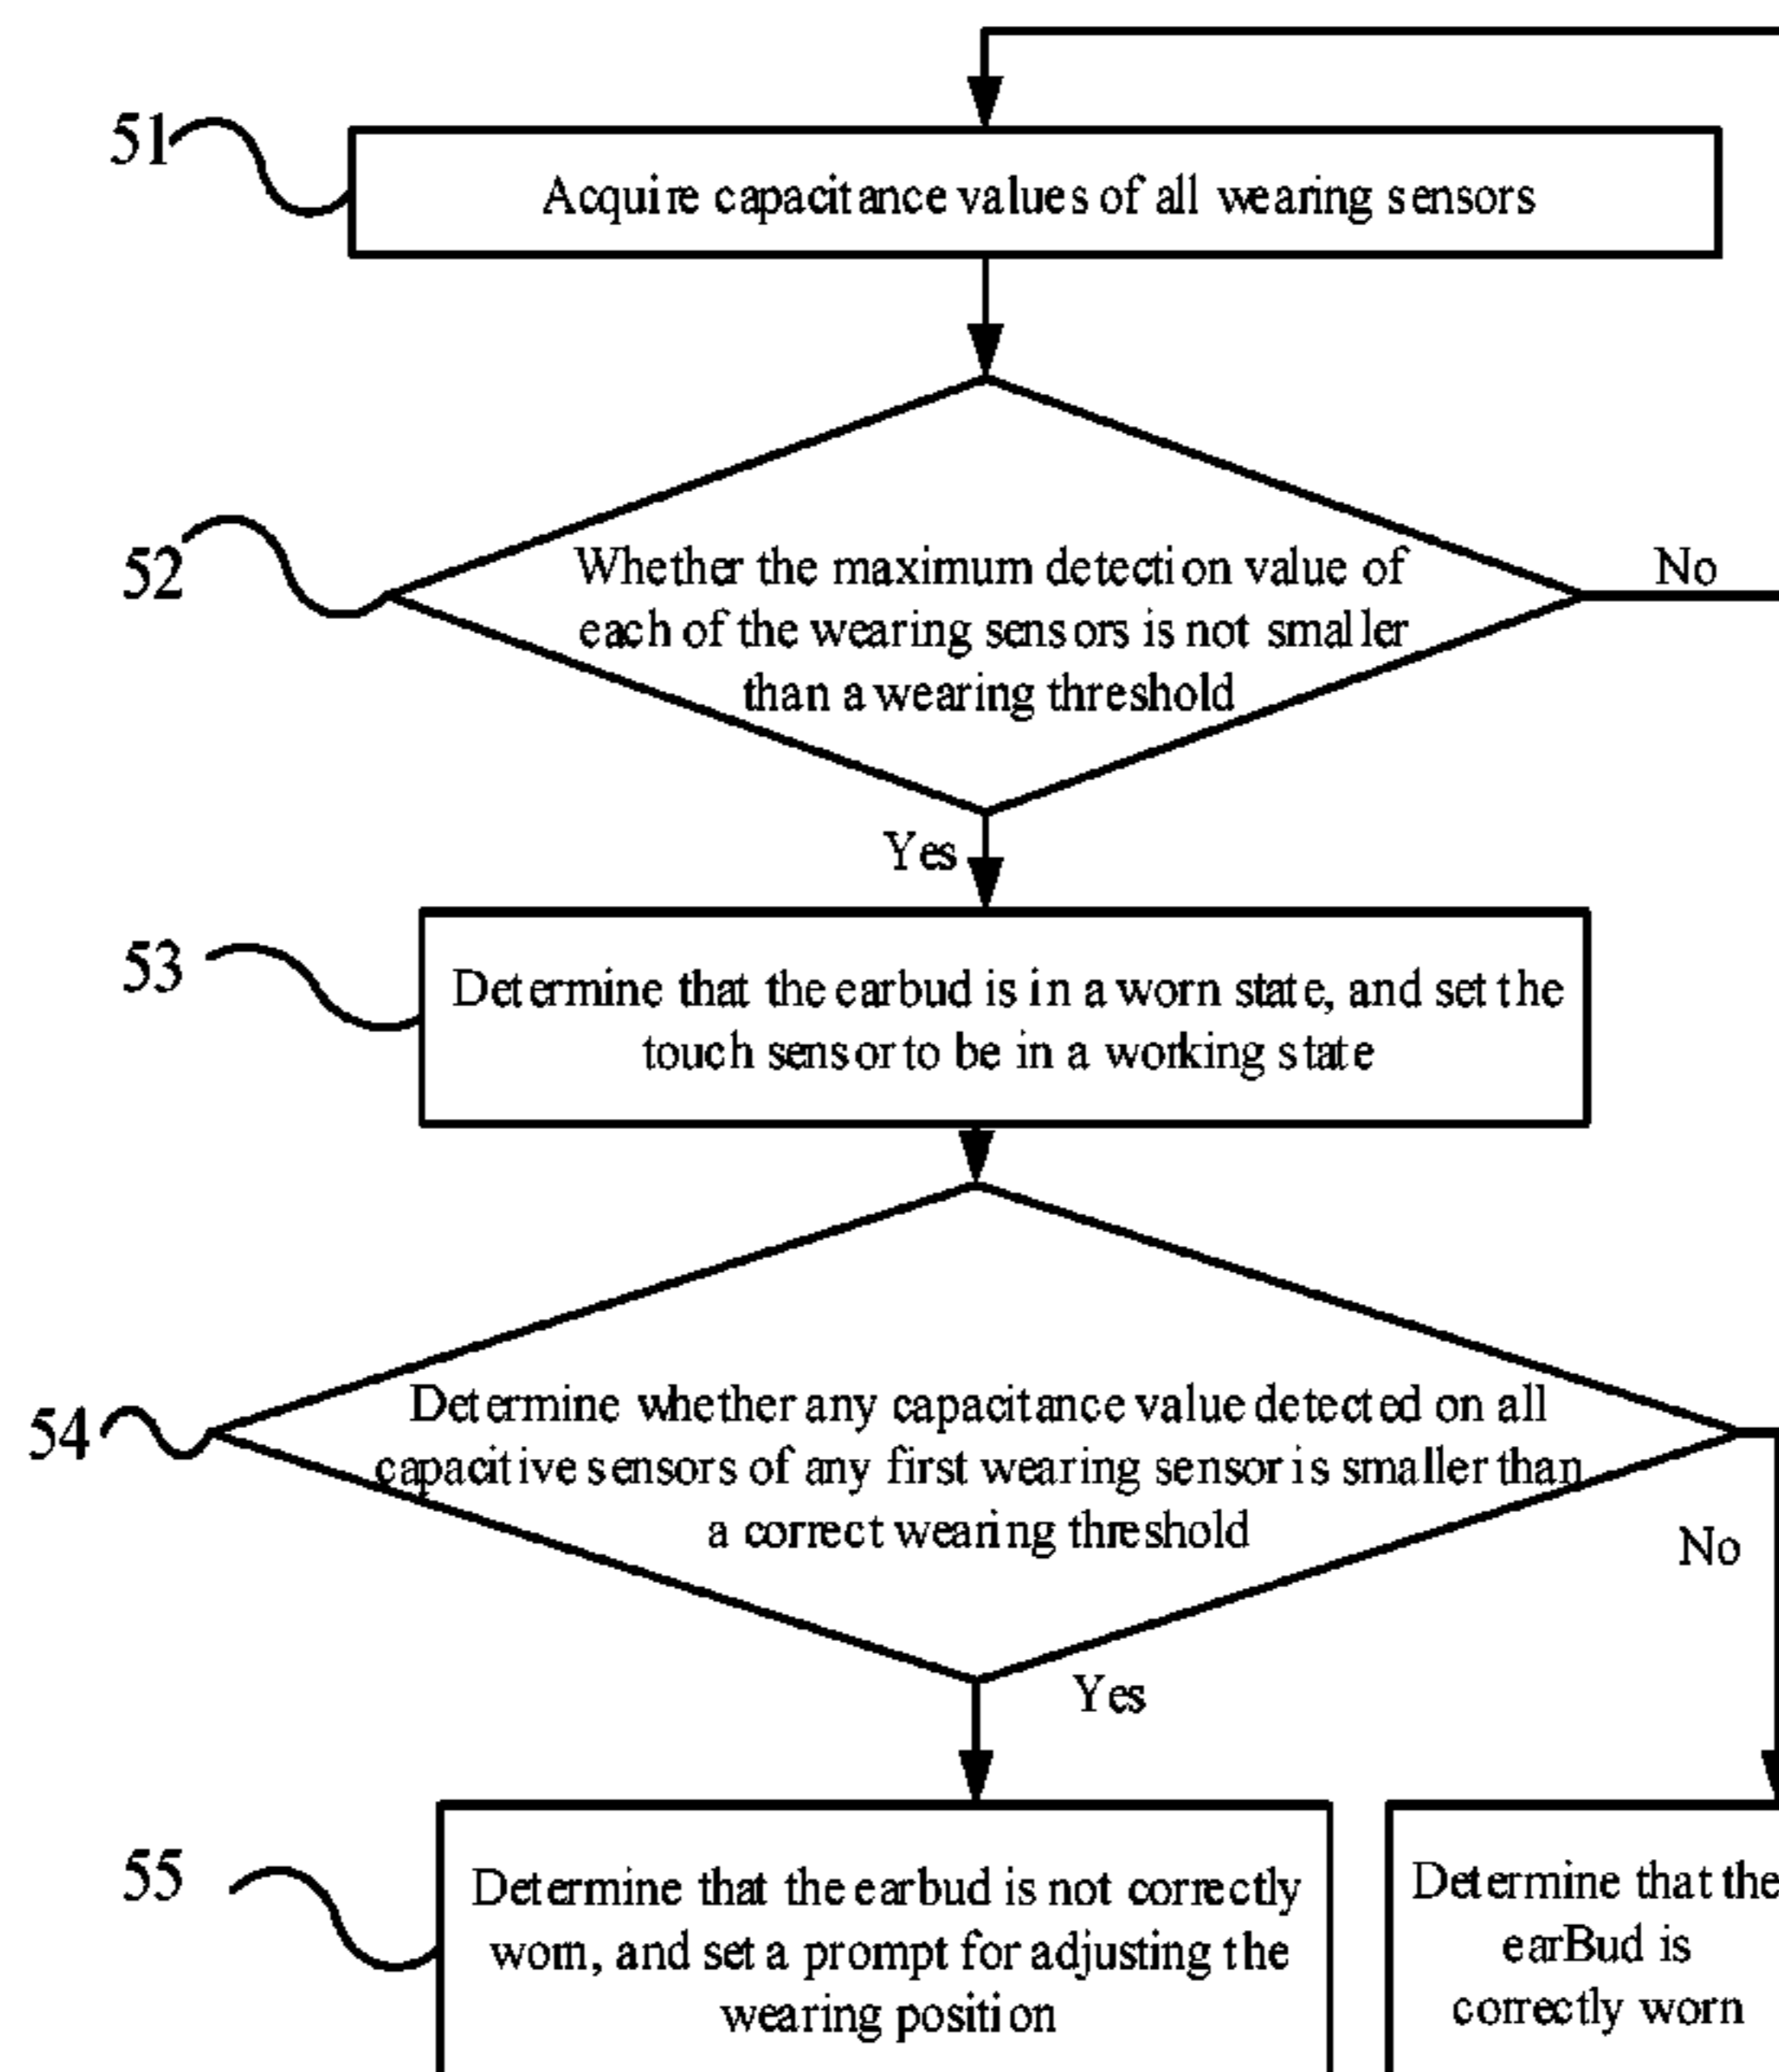 51
Acquire capacitance values of all wearing sensors
52
Whether the maximum detection value of
each of the wearing sensors is not smaller
than a wearing threshold
No
Yes
53
Determine that the earbud is in a worn state, and set the
touch sensor to be in a working state
54
Determine whether any capacitance value detected on all
capacitive sensors of any first wearing sensor is smaller than
a correct wearing threshold
No
Yes
55
Determine that the earbud is not correctly
worn, and set a prompt for adjusting the
wearing position
Determine that the
earBud is
correctly worn